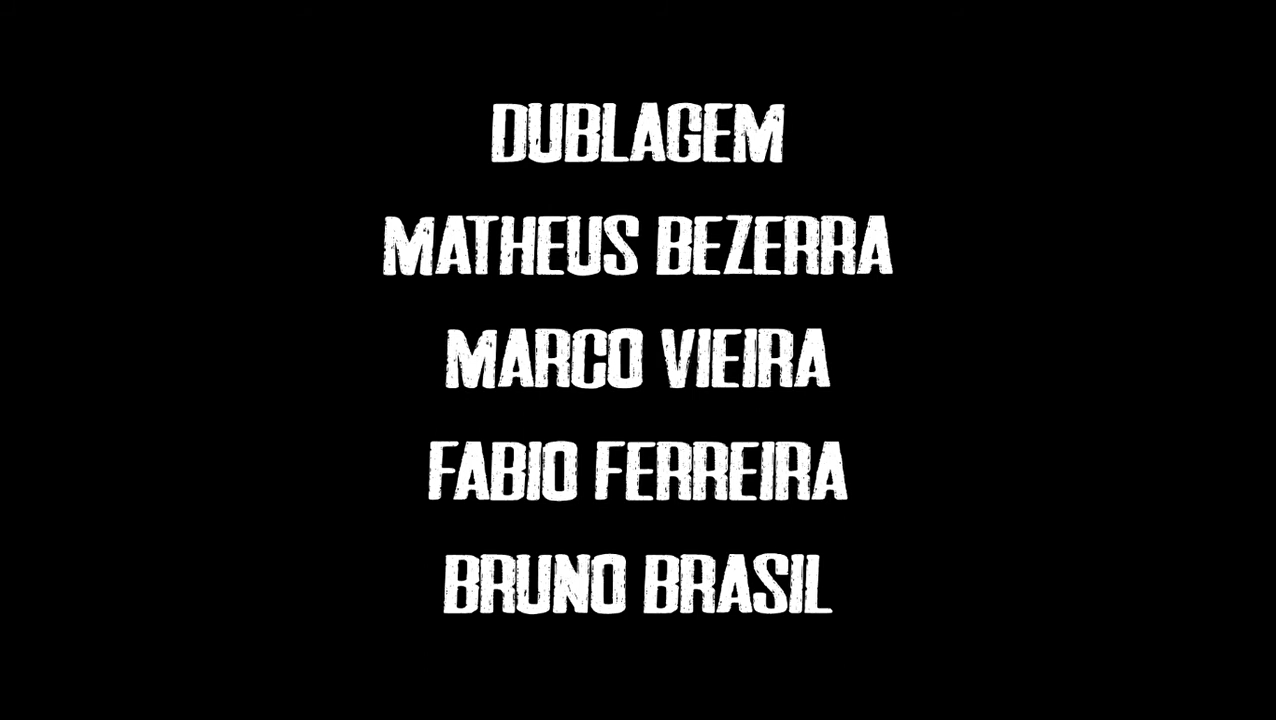 DUBLAGEM
MATHEUS BEZERRA
MARCO VIEIRA
FABIO FERREIRA
BRUNO BRASIL